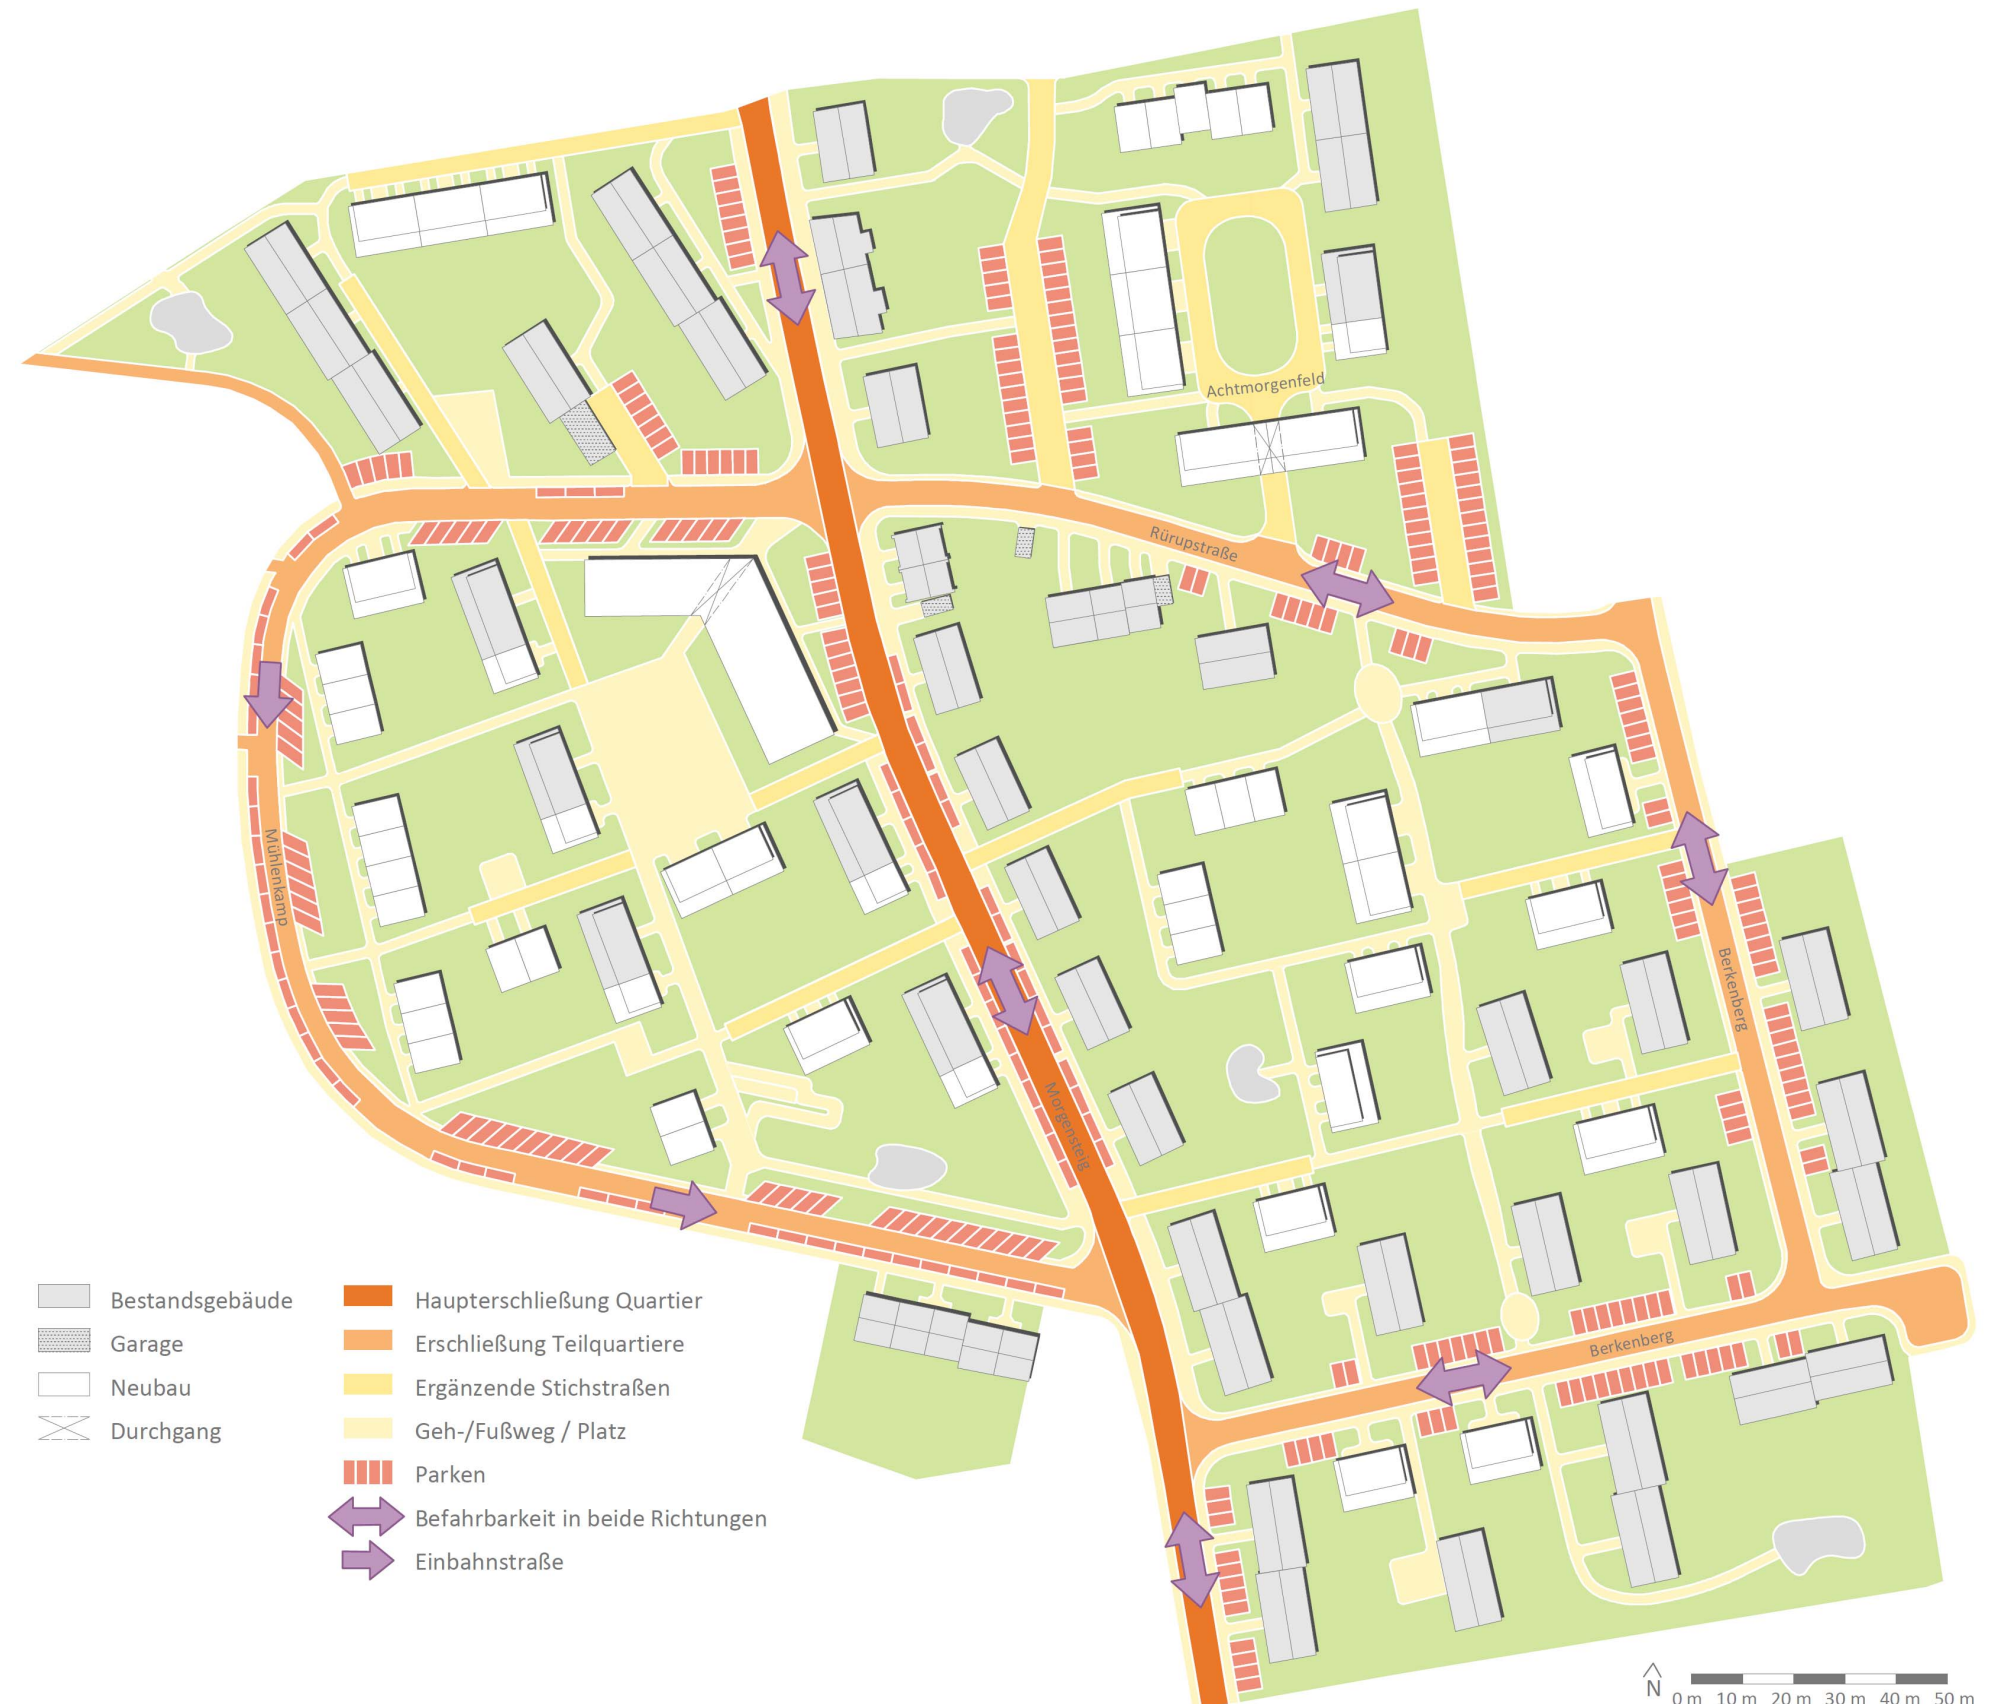 Achtmorgenfeld
Rürupstraße
Mühlenkamp
Berkenberg
Morgensteig
Berkenberg
Bestandsgebäude
Garage
Neubau
Durchgang
Haupterschließung Quartier
Erschließung Teilquartiere
Ergänzende Stichstraßen
Geh-/Fußweg / Platz
Parken
Befahrbarkeit in beide Richtungen
Einbahnstraße
N
0 m 10 m 20 m 30 m 40 m 50 m